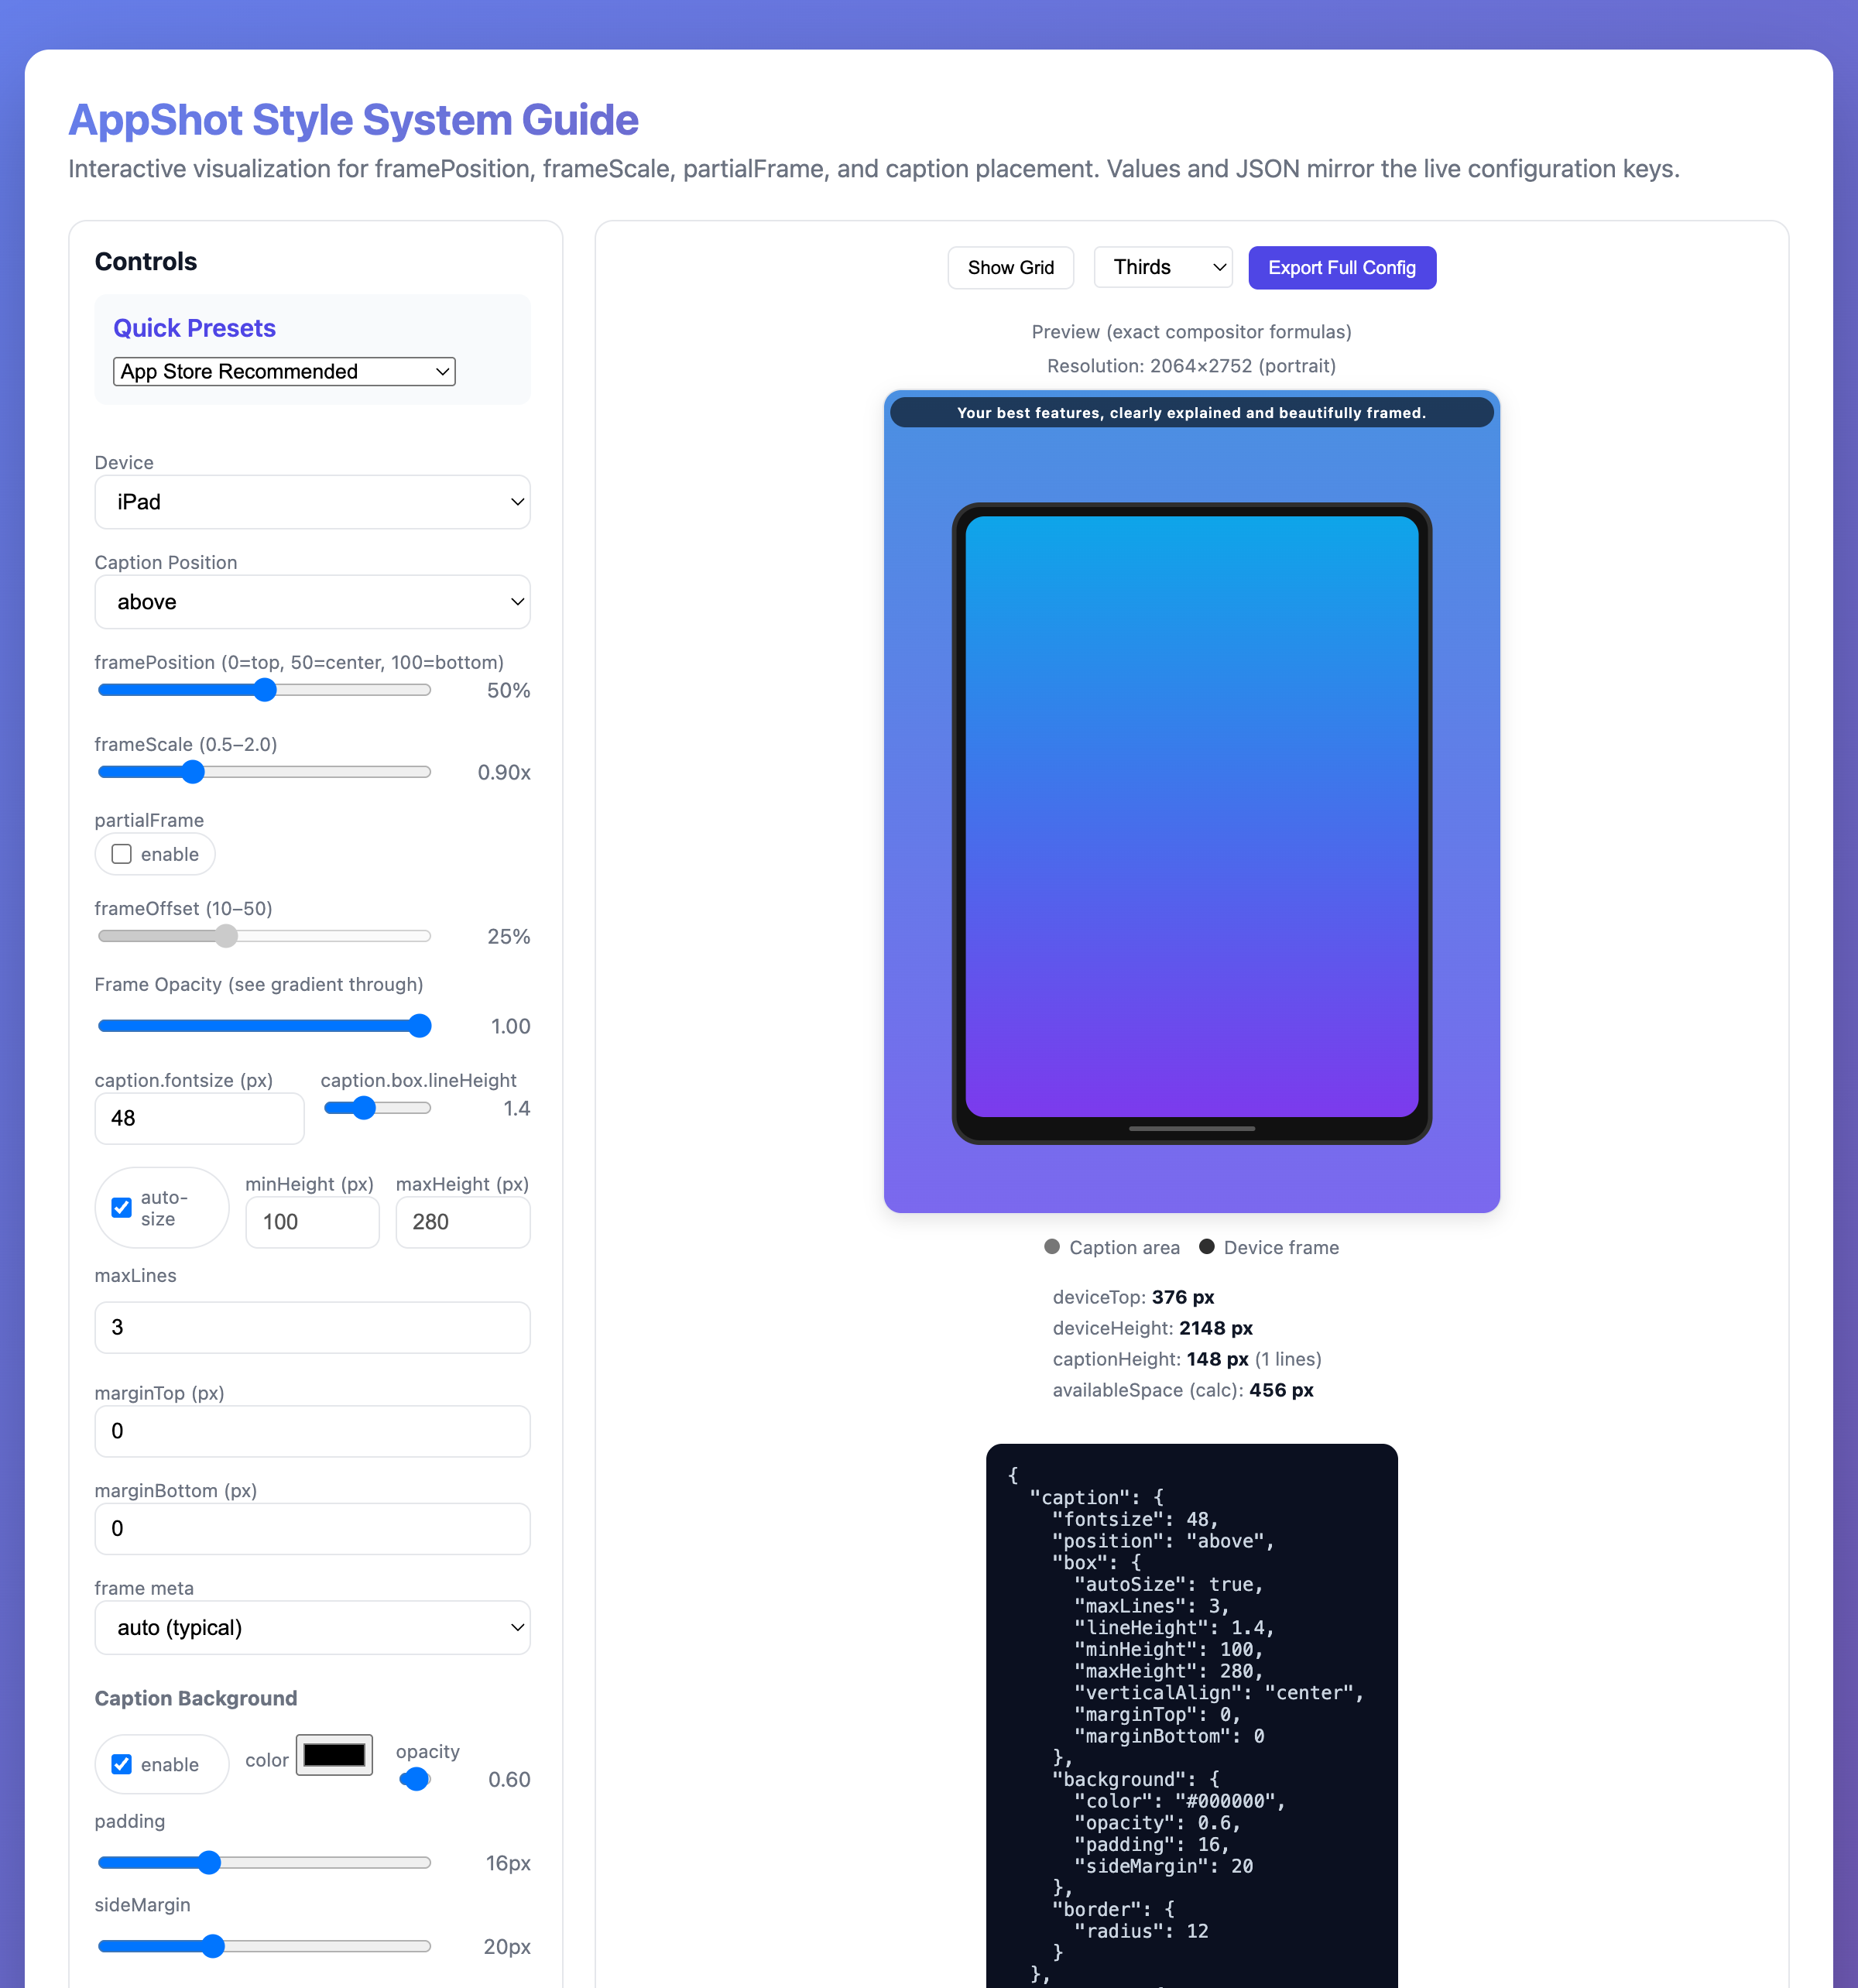 AppShot Style System Guide
Interactive visualization for framePosition, frameScale, partialFrame, and caption placement. Values and JSON mirror the live configuration keys.
Controls
Quick Presets
App Store Recommended
Device
iPad
Caption Position
above
framePosition (0=top, 50=center, 100=bottom)
50%
frameScale (0.5–2.0)
0.90x
partialFrame
enable
frameOffset (10–50)
25%
Frame Opacity (see gradient through)
1.00
caption.fontsize (px)
48
caption.box.lineHeight
1.4
auto-
size
minHeight (px)
100
maxHeight (px)
280
maxLines
3
marginTop (px)
0
marginBottom (px)
0
frame meta
auto (typical)
Caption Background
enable
color
opacity
0.60
padding
16px
sideMargin
20px
Show Grid
Thirds
Export Full Config
Preview (exact compositor formulas)
Resolution: 2064×2752 (portrait)
Your best features, clearly explained and beautifully framed.
Caption area
Device frame
deviceTop: 376 px
deviceHeight: 2148 px
captionHeight: 148 px (1 lines)
availableSpace (calc): 456 px
{
"caption": {
"fontsize": 48,
"position": "above",
"box": {
"autoSize": true,
"maxLines": 3,
"lineHeight": 1.4,
"minHeight": 100,
"maxHeight": 280,
"verticalAlign": "center",
"marginTop": 0,
"marginBottom": 0
},
"background": {
"color": "#000000",
"opacity": 0.6,
"padding": 16,
"sideMargin": 20
},
"border": {
"radius": 12
}
},